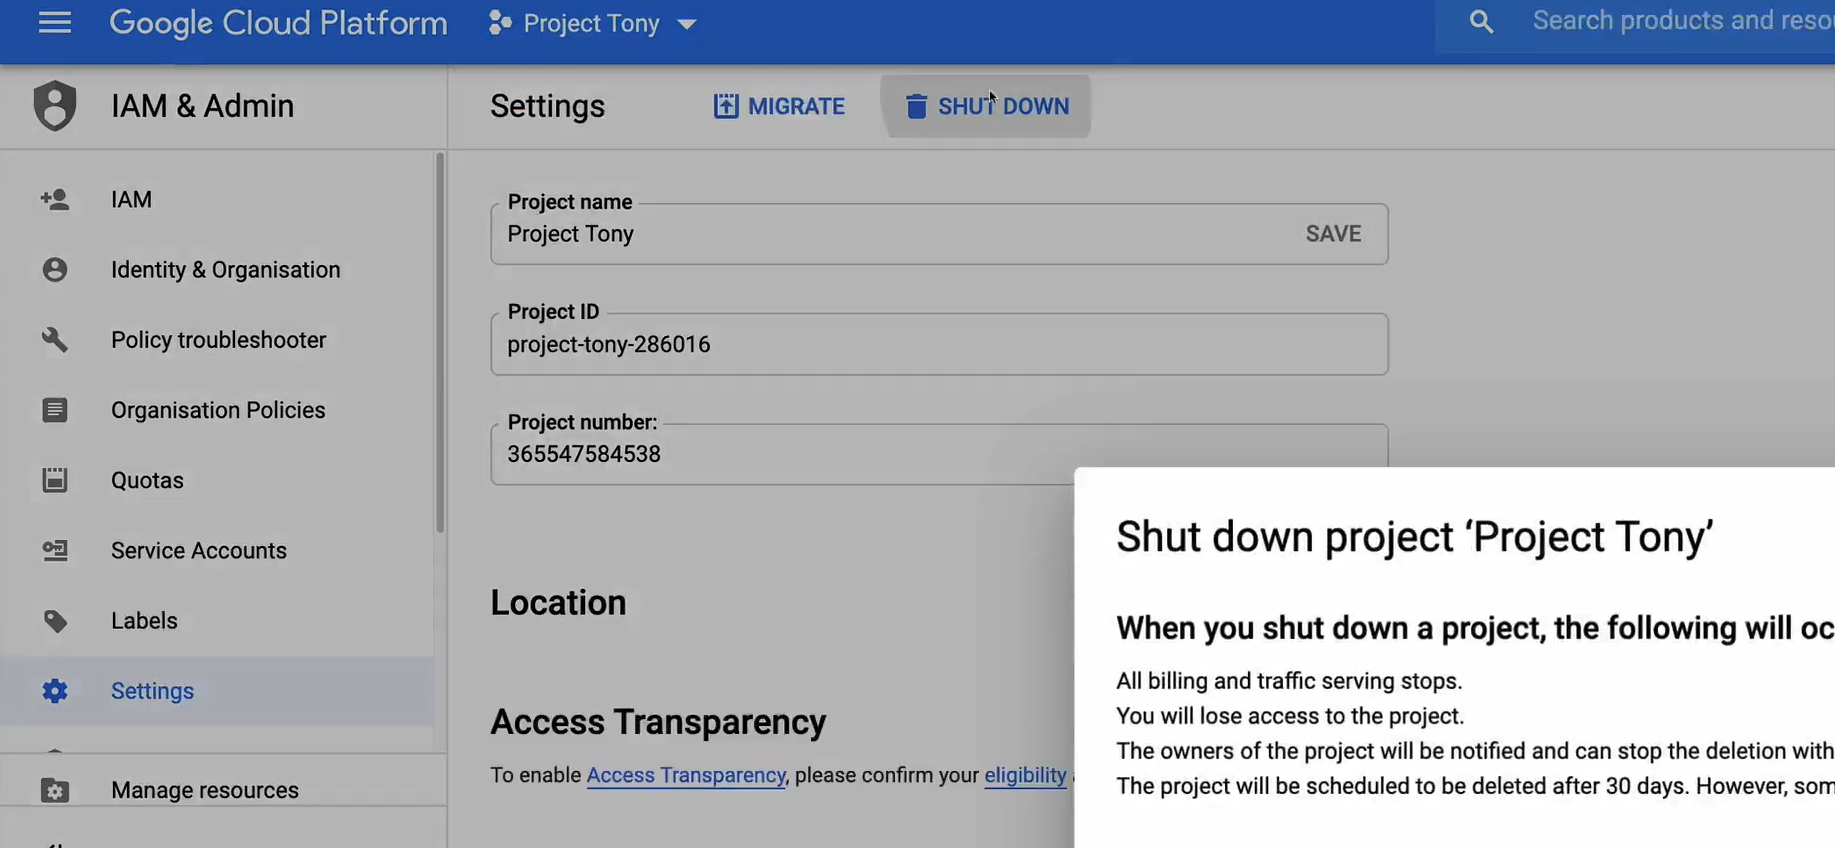 Google Cloud Platform
Project Tony
Search products and reso
IAM & Admin
Settings
MIGRATE
SHUT DOWN
IAM
Identity & Organisation
Policy troubleshooter
Organisation Policies
Quotas
Service Accounts
Labels
Settings
Manage resources
Project name
Project Tony
SAVE
Project ID
project-tony-286016
Project number:
365547584538
Location
Access Transparency
To enable Access Transparency, please confirm your eligibility
Shut down project ‘Project Tony’
When you shut down a project, the following will oc
All billing and traffic serving stops.
You will lose access to the project.
The owners of the project will be notified and can stop the deletion with
The project will be scheduled to be deleted after 30 days. However, som